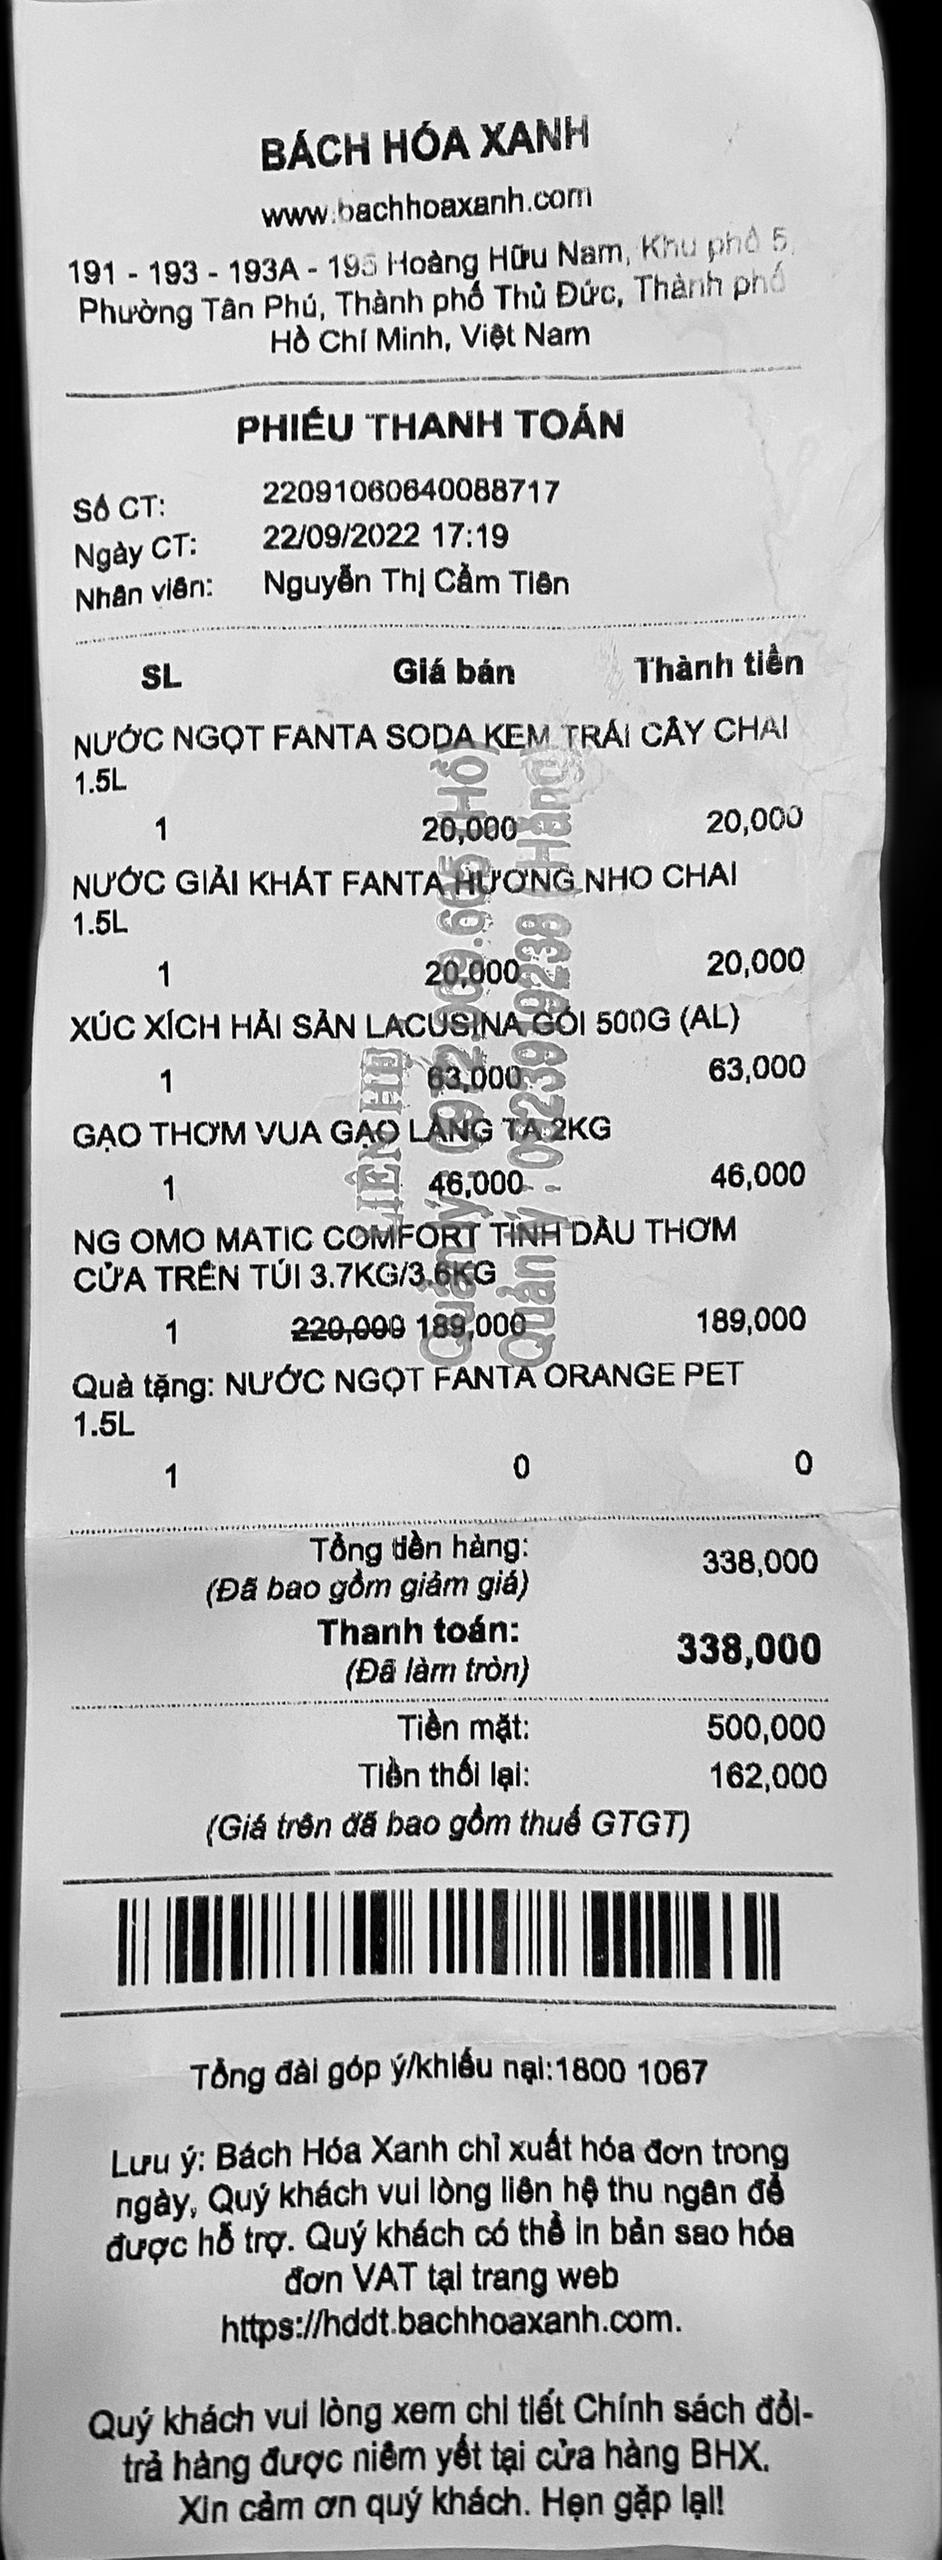 BÁCH HÓA XANH
www.bachhoaxanh.com
191 - 193 - 193A - 195 Hoàng Hữu Nam, Khu phố 5,
Phường Tân Phú, Thành phố Thủ Đức, Thành phố
Hồ Chí Minh, Việt Nam
PHIẾU THANH TOÁN
Số CT: 22091060640088717
Ngày CT: 22/09/2022 17:19
Nhân viên: Nguyễn Thị Cẩm Tiên
SL Giá bán Thành tiền
NƯỚC NGỌT FANTA SODA KEM TRÁI CÂY CHAI
1.5L
1 20,000 20,000
NƯỚC GIẢI KHÁT FANTA HƯƠNG NHO CHAI
1.5L
1 20,000 20,000
XÚC XÍCH HẢI SẢN LACUSINA GÓI 500G (AL)
1 63,000 63,000
GẠO THƠM VUA GẠO LÀNG TA 2KG
1 46,000 46,000
NG OMO MATIC COMFORT TINH DẦU THƠM
CỬA TRÊN TÚI 3.7KG/3.6KG
1 220,000 189,000 189,000
Quà tặng: NƯỚC NGỌT FANTA ORANGE PET
1.5L
1 0 0
LIÊN HỆ
Quản lý
Quản lý
Tổng tiền hàng: 338,000
(Đã bao gồm giảm giá)
Thanh toán: 338,000
(Đã làm tròn)
Tiền mặt: 500,000
Tiền thối lại: 162,000
(Giá trên đã bao gồm thuế GTGT)
Tổng đài góp ý/khiếu nại:1800 1067
Lưu ý: Bách Hóa Xanh chỉ xuất hóa đơn trong
ngày, Quý khách vui lòng liên hệ thu ngân để
được hỗ trợ. Quý khách có thể in bản sao hóa
đơn VAT tại trang web
https://hddt.bachhoaxanh.com.
Quý khách vui lòng xem chi tiết Chính sách đổi-
trả hàng được niêm yết tại cửa hàng BHX.
Xin cảm ơn quý khách. Hẹn gặp lại!